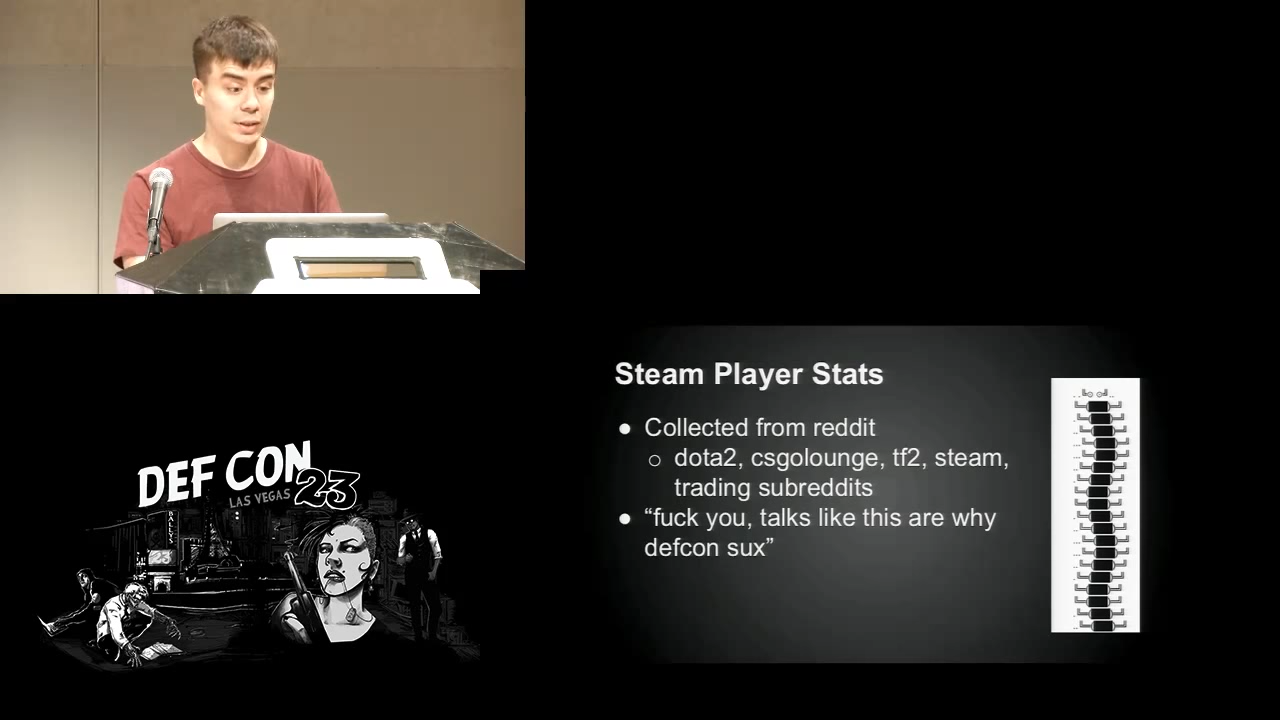 Steam Player Stats
● Collected from reddit
○ dota2, csgolounge, tf2, steam,
trading subreddits
● “fuck you, talks like this are why
defcon sux”
DEF CON 23
LAS VEGAS
BALLY'S